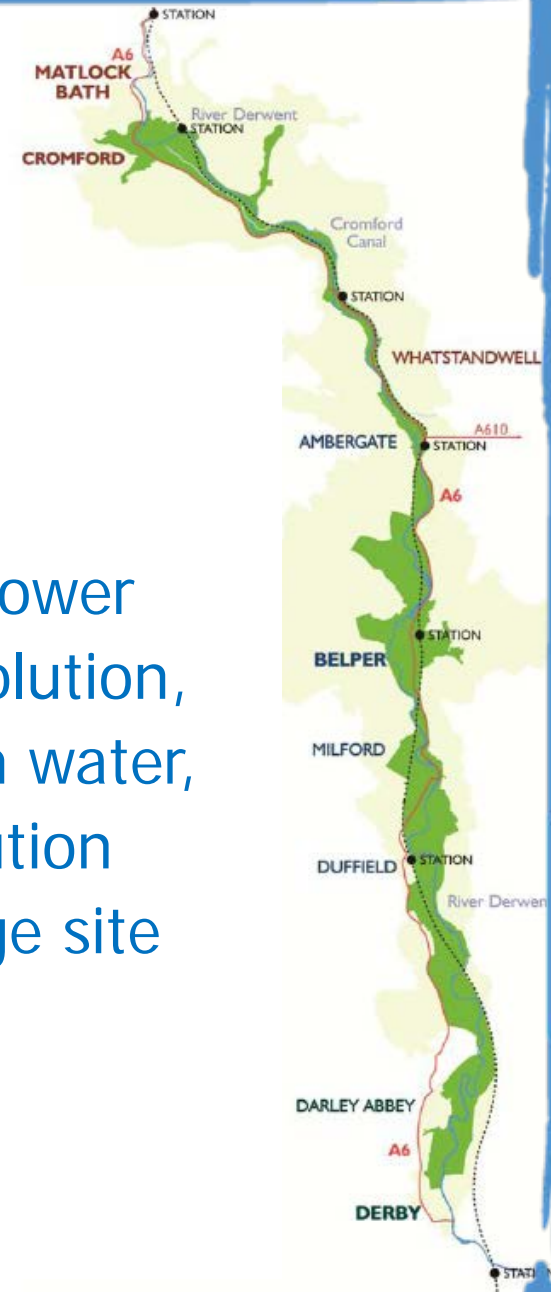 STATION
A6
MATLOCK
BATH
River Derwent
STATION
CROMFORD
Cromford
Canal
STATION
WHATSTANDWELL
A610
AMBERGATE
STATION
A6
ower
olution,
STATION
BELPER
water,
MILFORD
ution
DUFFIELD
STATION
River Derwen
ge site
DARLEY ABBEY
A6
DERBY
STATI